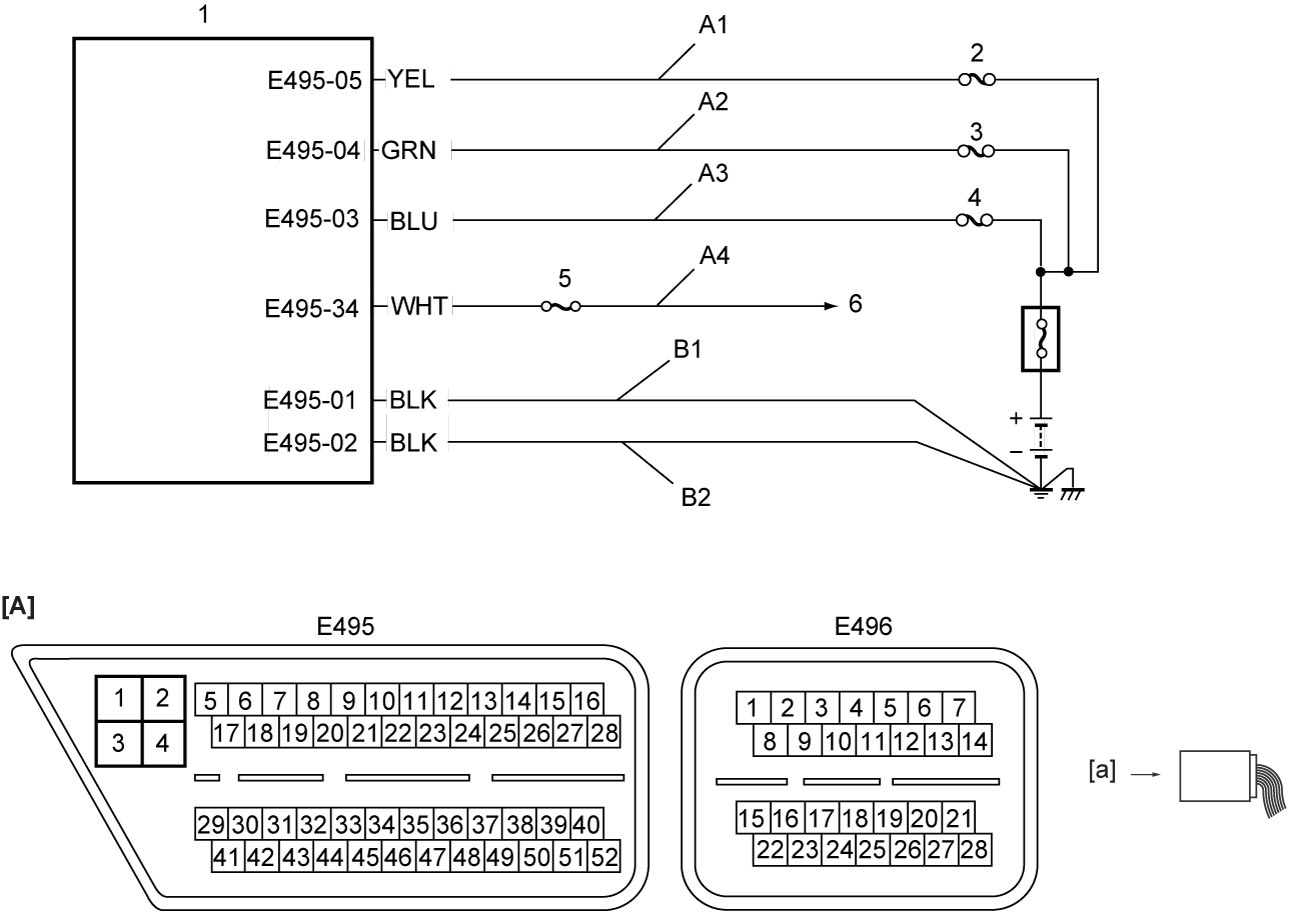 1
A1
E495-05 YEL 2
A2
E495-04 GRN 3
A3
E495-03 BLU 4
A4
5
E495-34 WHT 6
B1
E495-01 BLK
+
E495-02 BLK
−
B2
[A]
E495 E496
1 2 5 6 7 8 9 10 11 12 13 14 15 16
3 4 17 18 19 20 21 22 23 24 25 26 27 28
29 30 31 32 33 34 35 36 37 38 39 40
41 42 43 44 45 46 47 48 49 50 51 52
1 2 3 4 5 6 7
8 9 10 11 12 13 14
15 16 17 18 19 20 21
22 23 24 25 26 27 28
[a]